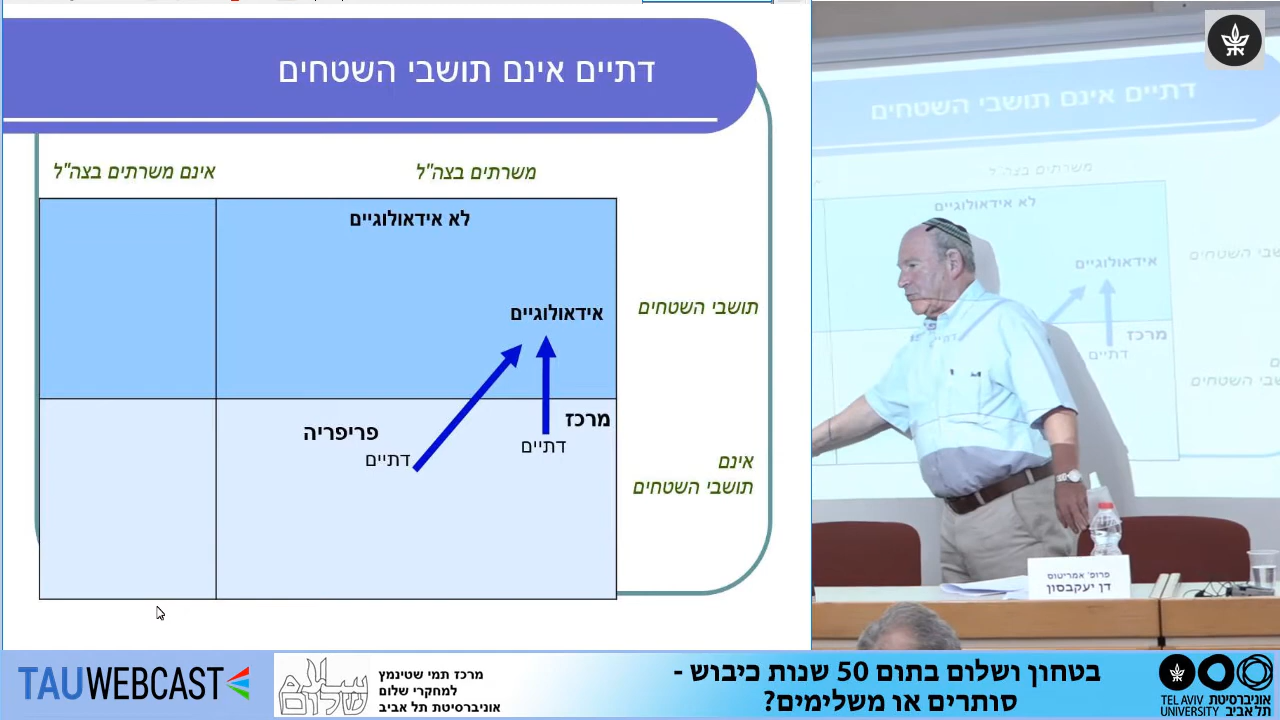 דתיים אינם תושבי השטחים
משרתים בצה"ל
אינם משרתים בצה"ל
לא אידאולוגיים
אידאולוגיים
תושבי השטחים
מרכז
דתיים
פריפריה
דתיים
אינם
תושבי השטחים
דתיים אינם תושבי השטחים
משרתים בצה"ל
לא אידאולוגיים
אידאולוגיים
מרכז
דתיים
תושבי השטחים
פרופ' אמריטוס
דן יעקבסון
בטחון ושלום בתום 50 שנות כיבוש -
סותרים או משלימים?
מרכז תמי שטינמץ
למחקרי שלום
אוניברסיטת תל אביב
TAUWEBCAST
TEL AVIV UNIVERSITY
אוניברסיטת תל אביב